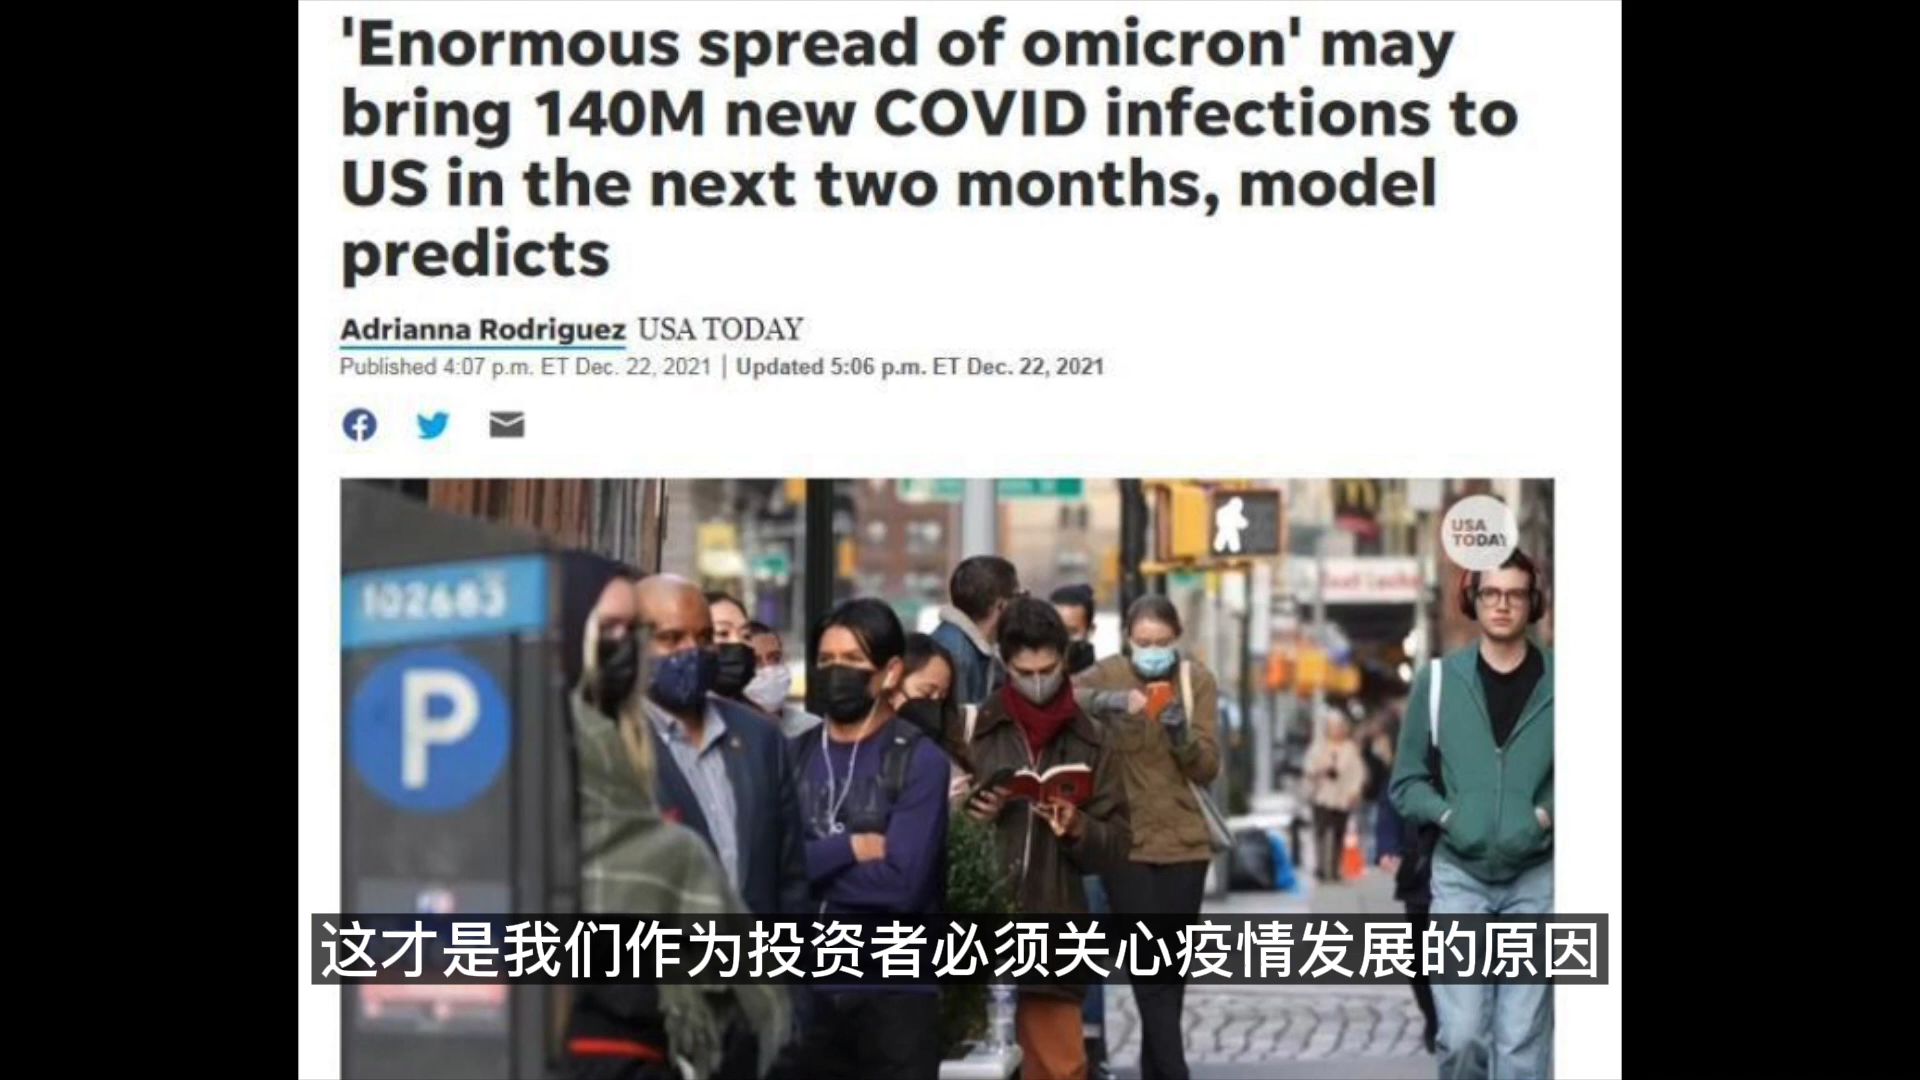 'Enormous spread of omicron' may
bring 140M new COVID infections to
US in the next two months, model
predicts
Adrianna Rodriguez USA TODAY
Published 4:07 p.m. ET Dec. 22, 2021 | Updated 5:06 p.m. ET Dec. 22, 2021
USA
TODAY
102683
P
这才是我们作为投资者必须关心疫情发展的原因